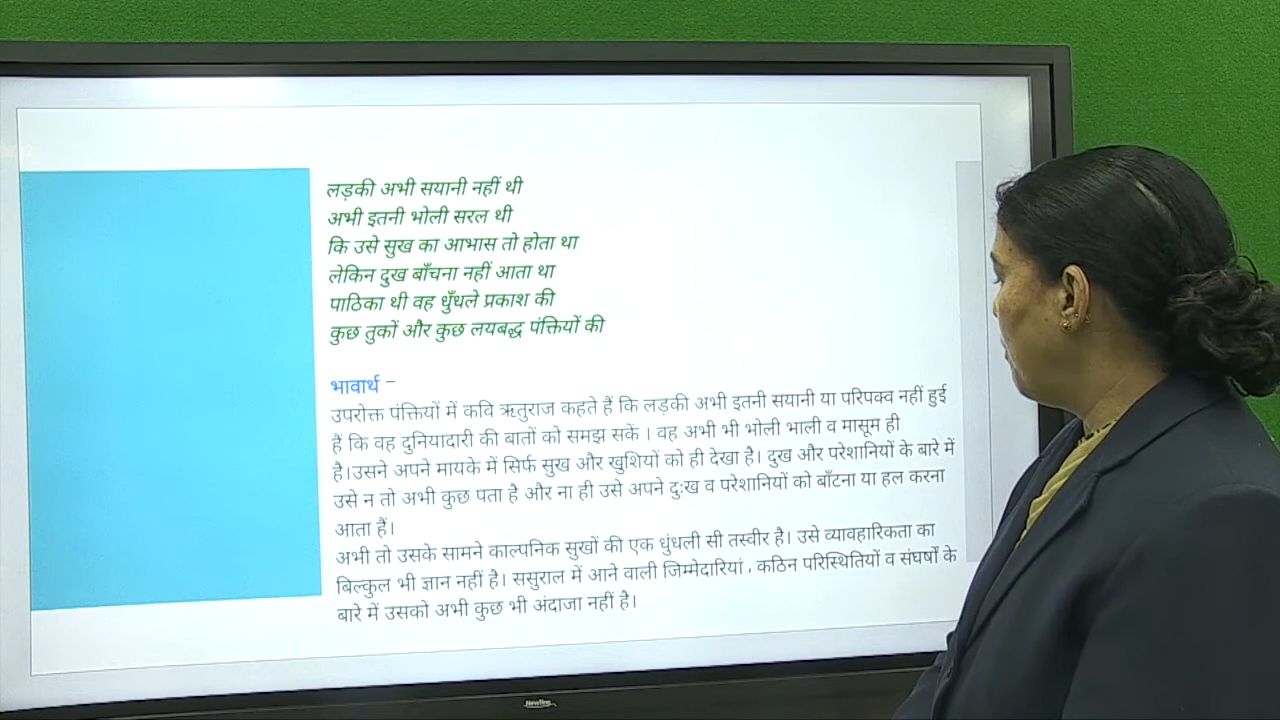 लड़की अभी सयानी नहीं थी
अभी इतनी भोली सरल थी
कि उसे सुख का आभास तो होता था
लेकिन दुख बाँचना नहीं आता था
पाठिका थी वह धुँधले प्रकाश की
कुछ तुकों और कुछ लयबद्ध पंक्तियों की
भावार्थ –
उपरोक्त पंक्तियों में कवि ऋतुराज कहते हैं कि लड़की अभी इतनी सयानी या परिपक्व नहीं हुई
हैं कि वह दुनियादारी की बातों को समझ सकें । वह अभी भी भोली भाली व मासूम ही
है।उसने अपने मायके में सिर्फ सुख और खुशियों को ही देखा है। दुख और परेशानियों के बारे में
उसे न तो अभी कुछ पता है और ना ही उसे अपने दुःख व परेशानियों को बाँटना या हल करना
आता हैं।
अभी तो उसके सामने काल्पनिक सुखों की एक धुंधली सी तस्वीर है। उसे व्यावहारिकता का
बिल्कुल भी ज्ञान नहीं है। ससुराल में आने वाली जिम्मेदारियां , कठिन परिस्थितियों व संघर्षों के
बारे में उसको अभी कुछ भी अंदाजा नहीं है।
Newline